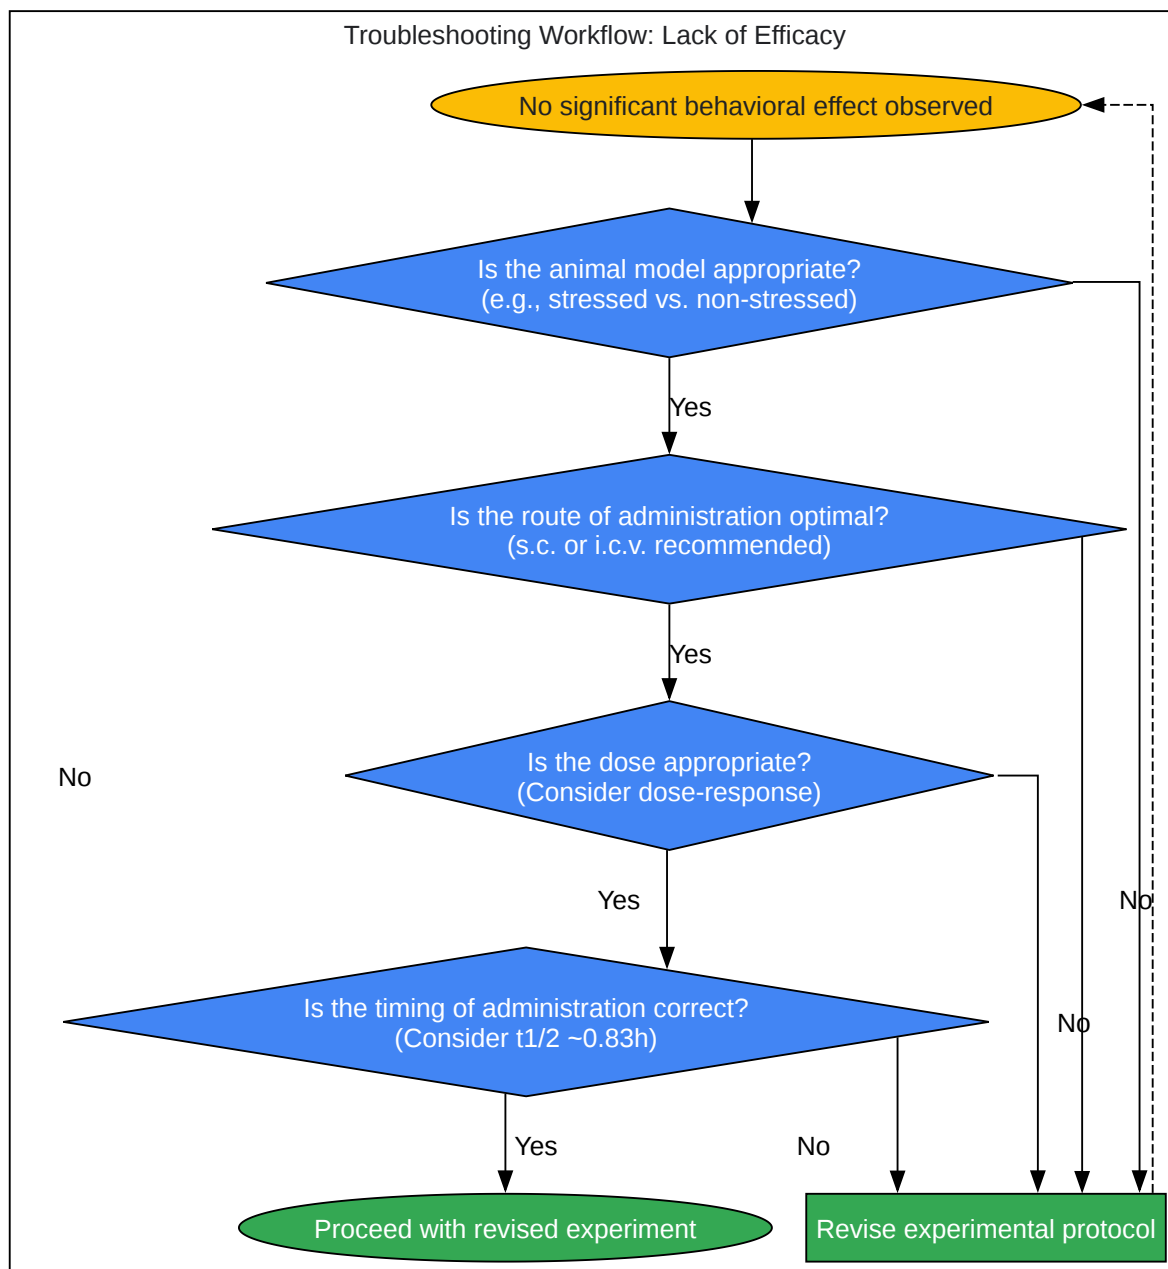 Troubleshooting Workflow: Lack of Efficacy
No significant behavioral effect observed
Is the animal model appropriate?
(e.g., stressed vs. non-stressed)
Yes
Is the route of administration optimal?
(s.c. or i.c.v. recommended)
Yes
Is the dose appropriate?
(Consider dose-response)
No
Yes
No
Is the timing of administration correct?
(Consider t1/2 ~0.83h)
No
Yes
No
Proceed with revised experiment
Revise experimental protocol